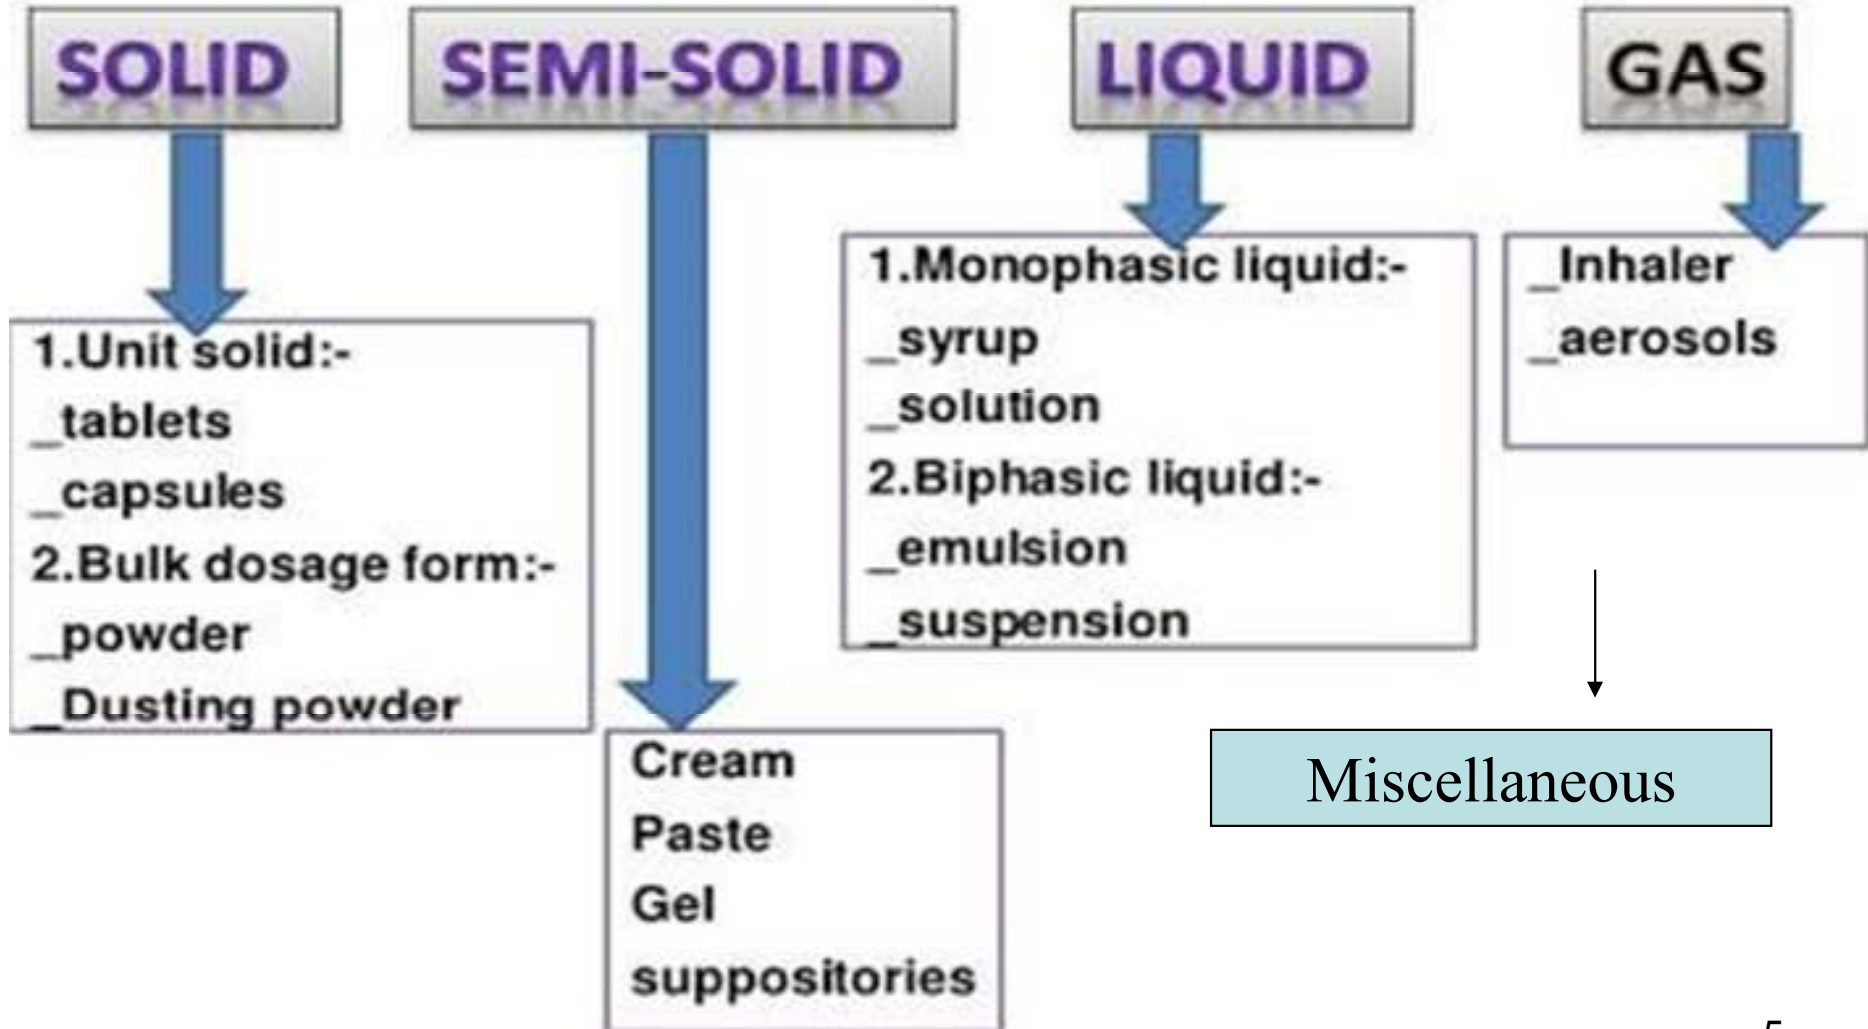 SOLID
SEMI-SOLID
LIQUID
GAS
1.Unit solid:-
_tablets
_capsules
2.Bulk dosage form:-
_powder
_Dusting powder
Cream
Paste
Gel
suppositories
1.Monophasic liquid:-
_syrup
_solution
2.Biphasic liquid:-
_emulsion
_suspension
_Inhaler
_aerosols
Miscellaneous
5